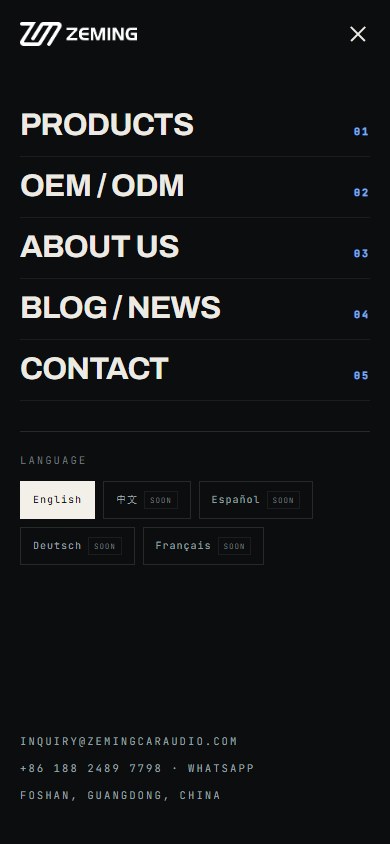 ZEMING
PRODUCTS 01
OEM / ODM 02
ABOUT US 03
BLOG / NEWS 04
CONTACT 05
LANGUAGE
English 中文 SOON Español SOON
Deutsch SOON Français SOON
INQUIRY@ZEMINGCARAUDIO.COM
+86 188 2489 7798 · WHATSAPP
FOSHAN, GUANGDONG, CHINA